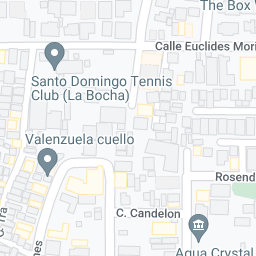 The Box
Calle Euclides Mori
Santo Domingo Tennis
Club (La Bocha)
Valenzuela cuello
Rosend
C. Candelon
Aqua Crystal